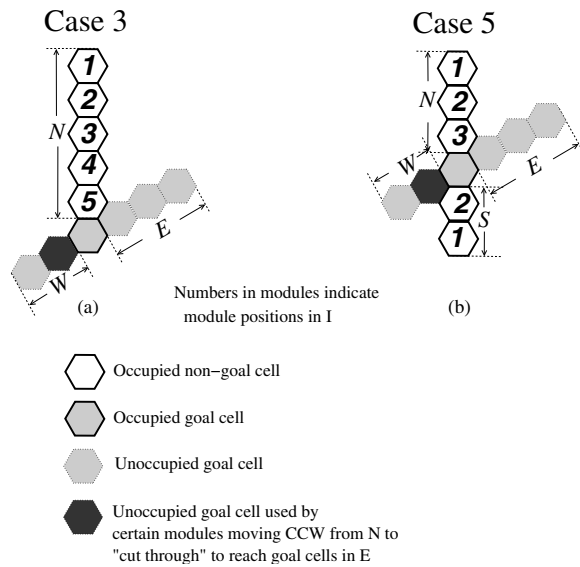 Case 3
Case 5
1
2
3
4
5
N
W
E
(a)
1
2
3
2
1
N
W
E
S
(b)
Numbers in modules indicate
module positions in I
Occupied non-goal cell
Occupied goal cell
Unoccupied goal cell
Unoccupied goal cell used by
certain modules moving CCW from N to
"cut through" to reach goal cells in E